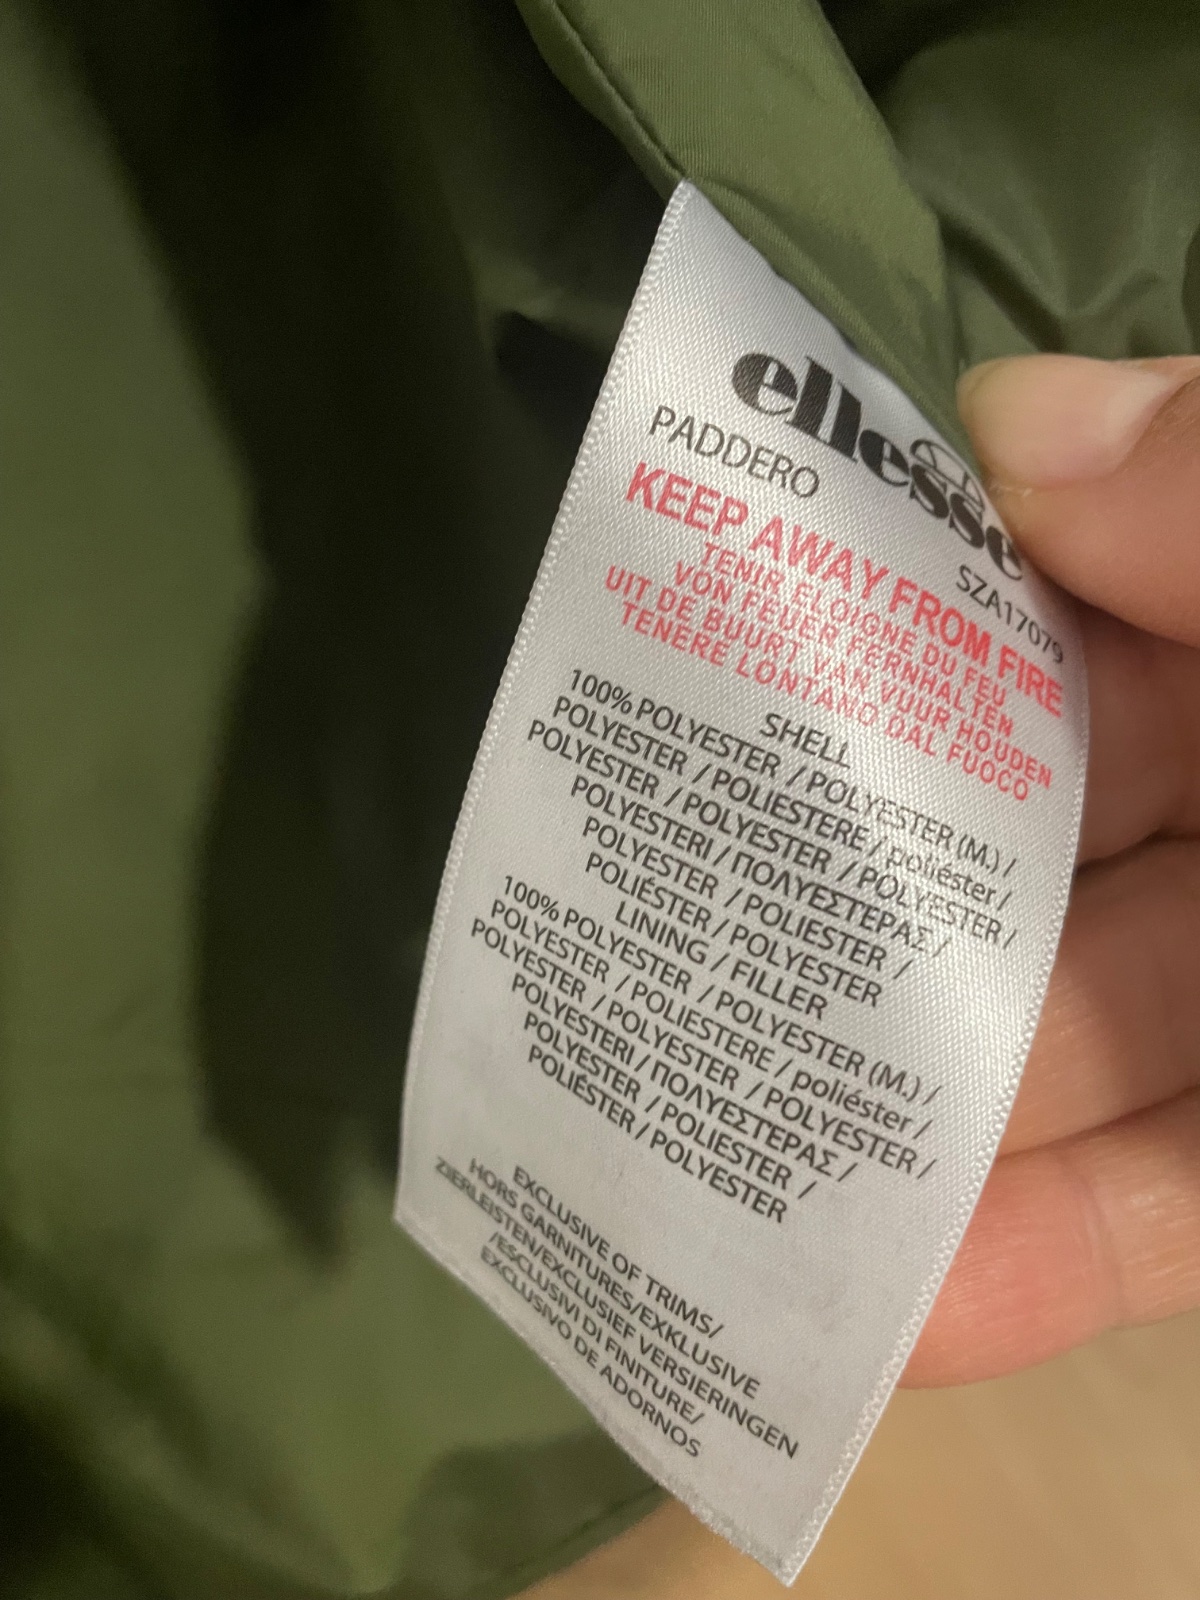 ellesse
PADDERO SZA17079
KEEP AWAY FROM FIRE
TENIR ELOIGNE DU FEU
VON FEUER FERNHALTEN
UIT DE BUURT VAN VUUR HOUDEN
TENERE LONTANO DAL FUOCO
SHELL
100% POLYESTER / POLYESTER (M.) /
POLYESTER / POLIESTERE / poliéster /
POLYESTER / POLYESTER / POLYESTER /
POLYESTERI / ΠΟΛΥΕΣΤΕΡΑΣ /
POLYESTER / POLIESTER /
POLIÉSTER / POLYESTER
LINING / FILLER
100% POLYESTER / POLYESTER (M.) /
POLYESTER / POLIESTERE / poliéster /
POLYESTER / POLYESTER / POLYESTER /
POLYESTERI / ΠΟΛΥΕΣΤΕΡΑΣ /
POLYESTER / POLIESTER /
POLIÉSTER / POLYESTER
EXCLUSIVE OF TRIMS/
HORS GARNITURES/EXKLUSIVE
ZIERLEISTEN/EXCLUSIEF VERSIERINGEN
/ESCLUSIVI DI FINITURE/
EXCLUSIVO DE ADORNOS